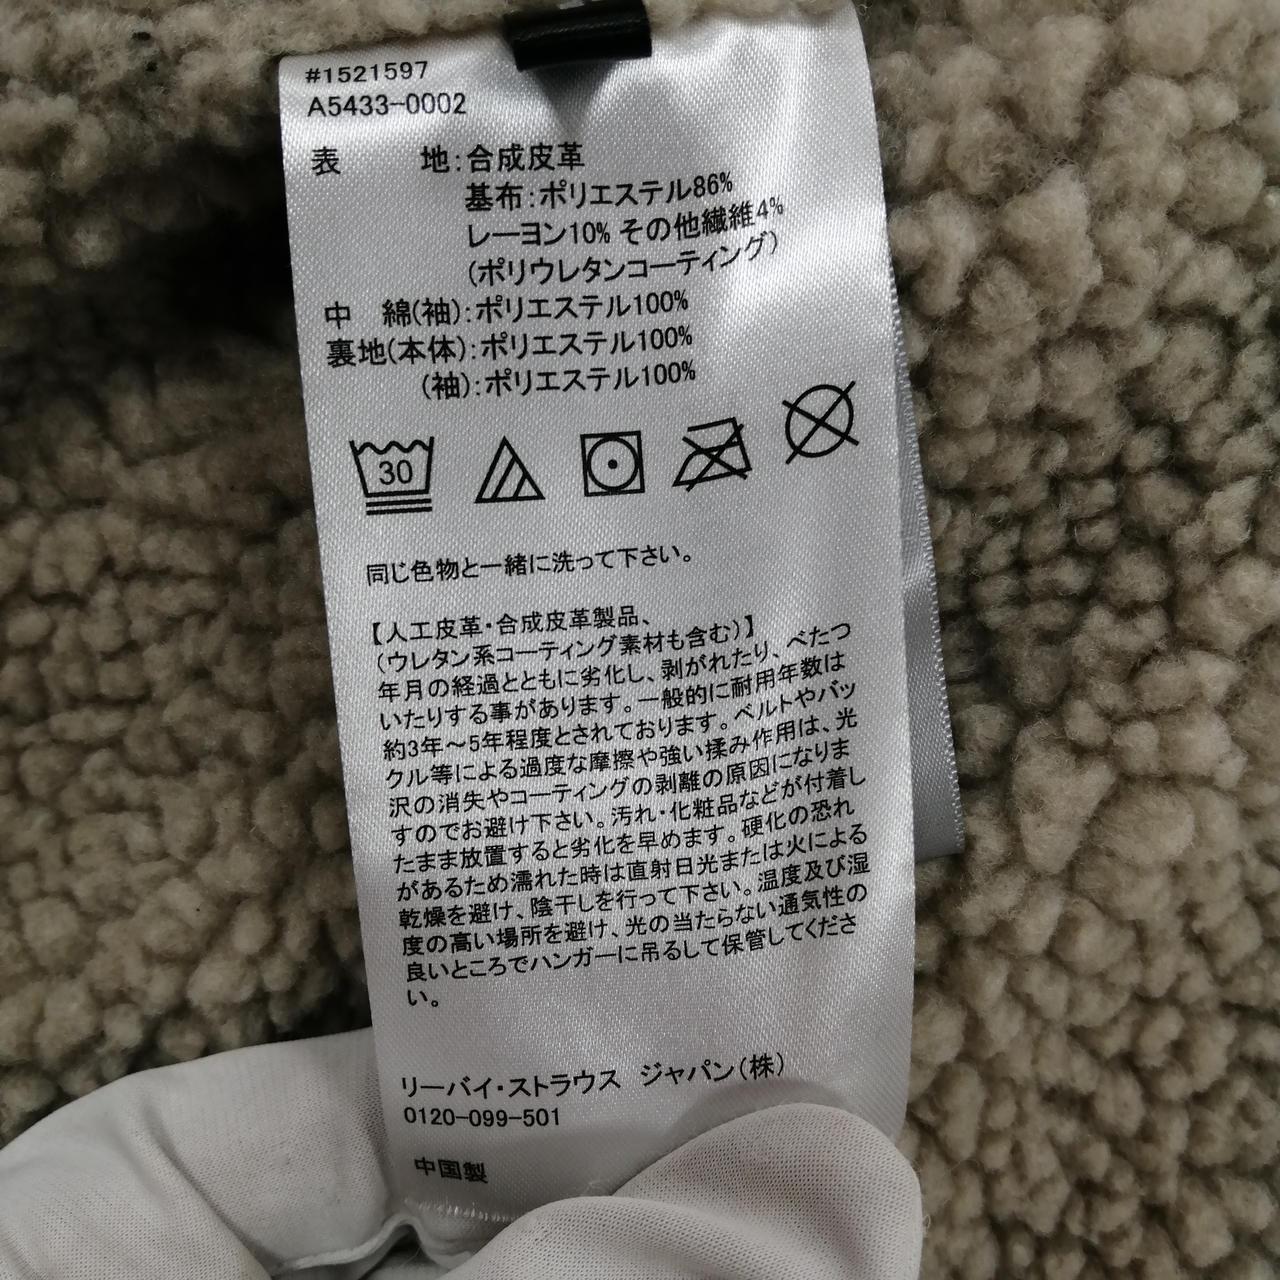 #1521597
A5433-0002
表 地:合成皮革
基布:ポリエステル86%
レーヨン10% その他繊維4%
(ポリウレタンコーティング)
中 綿(袖):ポリエステル100%
裏地(本体):ポリエステル100%
(袖):ポリエステル100%
30
同じ色物と一緒に洗って下さい。
【人工皮革・合成皮革製品、
(ウレタン系コーティング素材も含む)】
年月の経過とともに劣化し、剥がれたり、べたつ
いたりする事があります。一般的に耐用年数は
約3年～5年程度とされております。ベルトやバッ
クル等による過度な摩擦や強い揉み作用は、光
沢の消失やコーティングの剥離の原因になりま
すのでお避け下さい。汚れ・化粧品などが付着し
たまま放置すると劣化を早めます。硬化の恐れ
があるため濡れた時は直射日光または火による
乾燥を避け、陰干しを行って下さい。温度及び湿
度の高い場所を避け、光の当たらない通気性の
良いところでハンガーに吊るして保管してくださ
い。
リーバイ・ストラウス ジャパン(株)
0120-099-501
中国製